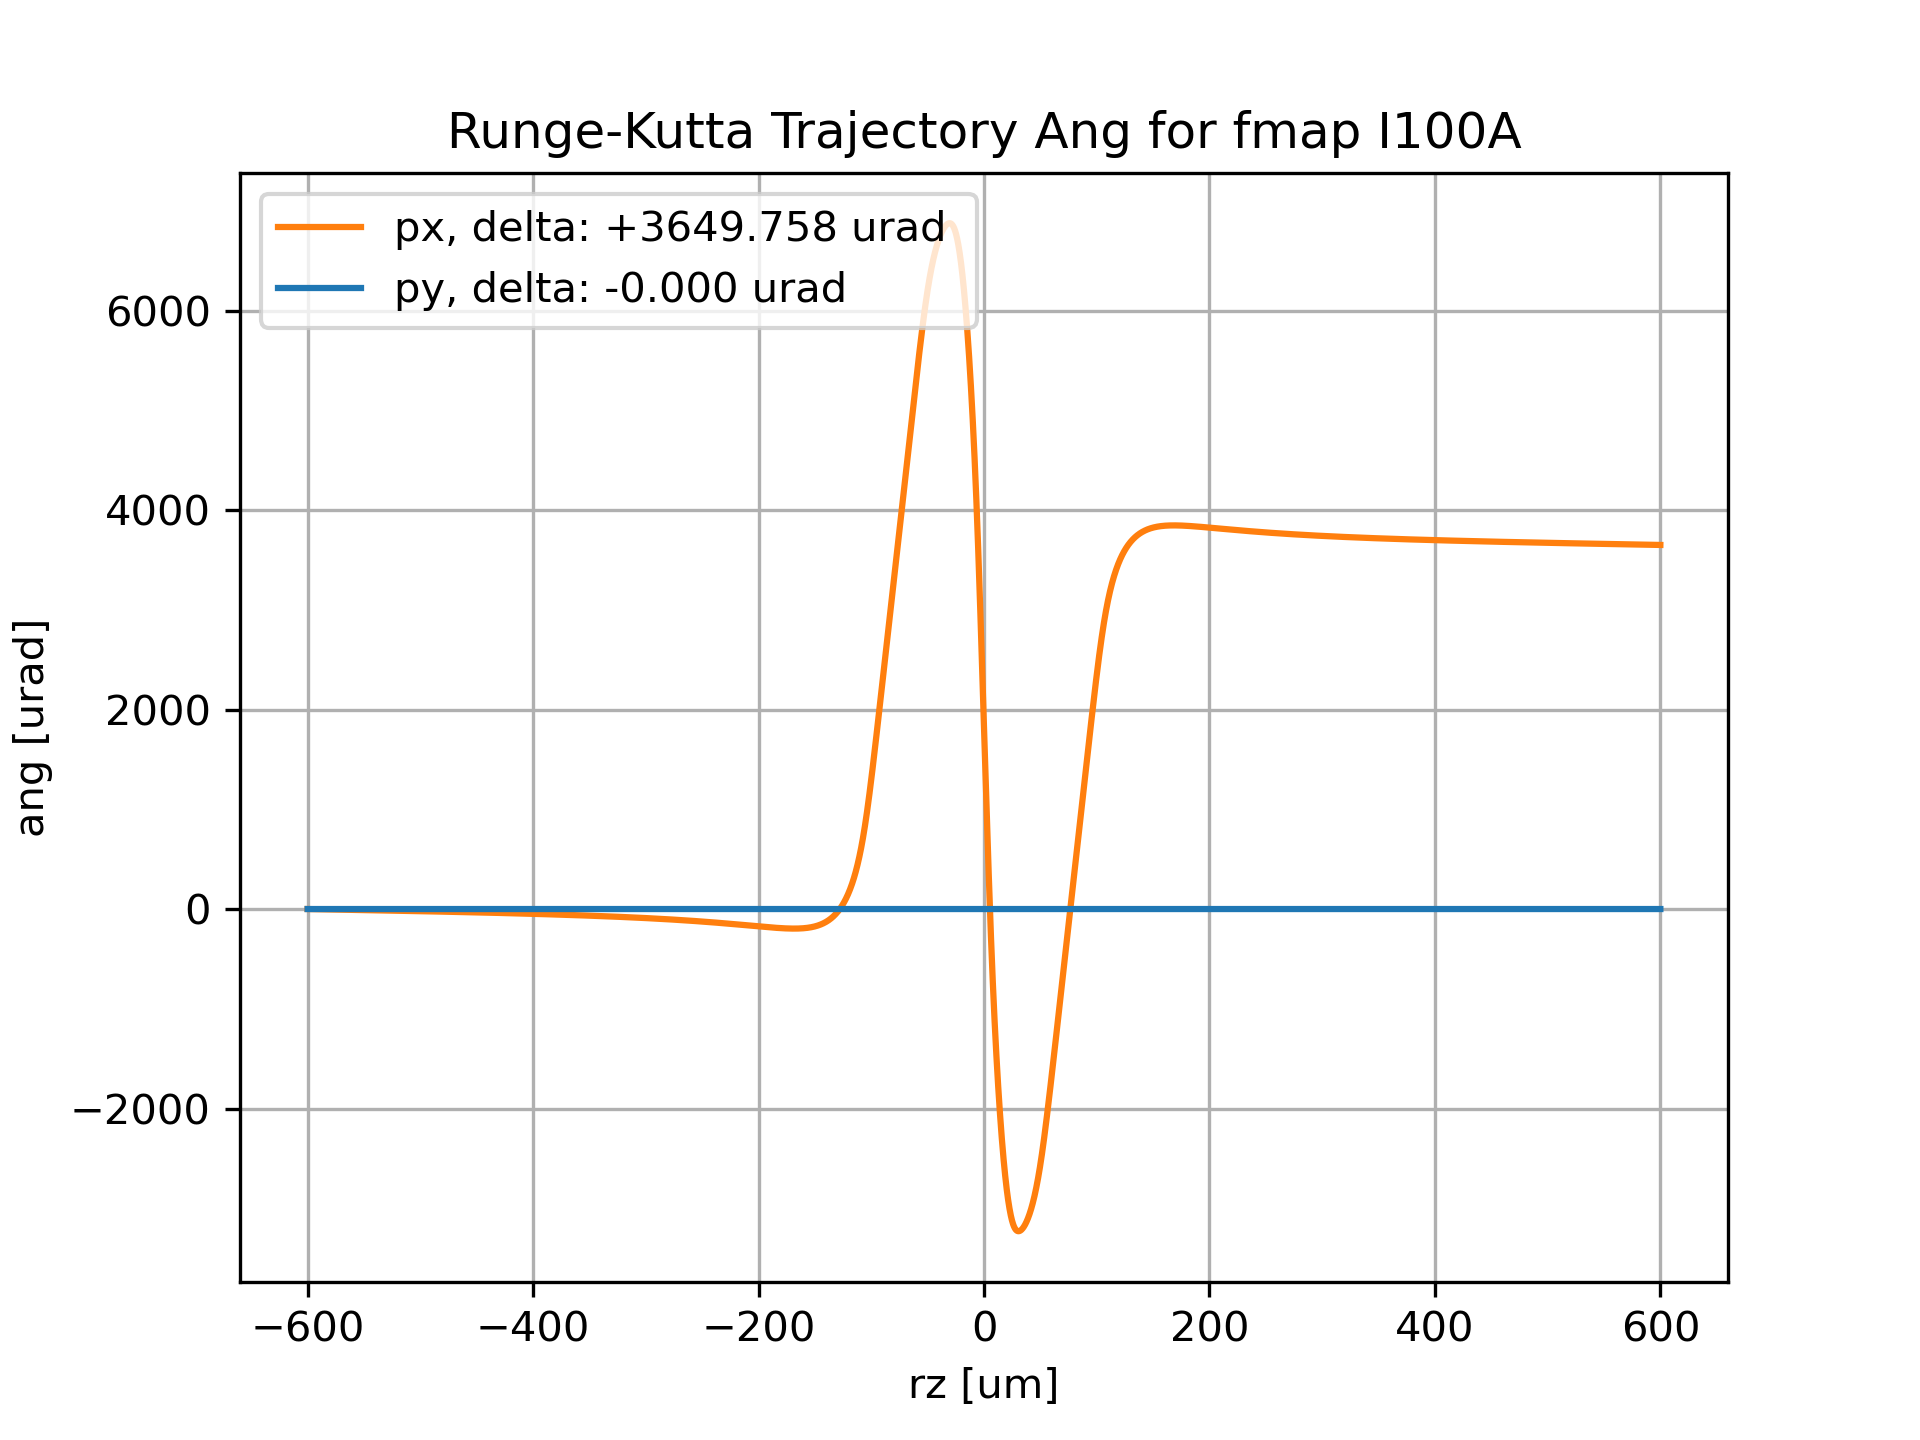 Runge-Kutta Trajectory Ang for fmap I100A
px, delta: +3649.758 urad
py, delta: -0.000 urad
6000
4000
2000
0
−2000
ang [urad]
−600 −400 −200 0 200 400 600
rz [um]